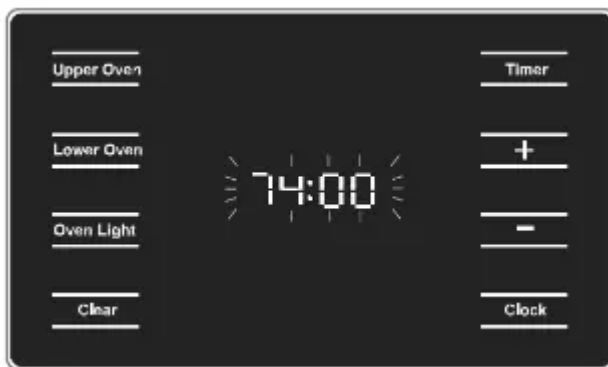 Upper Oven
Timer
Lower Oven
+
74:00
Oven Light
-
Clear
Clock